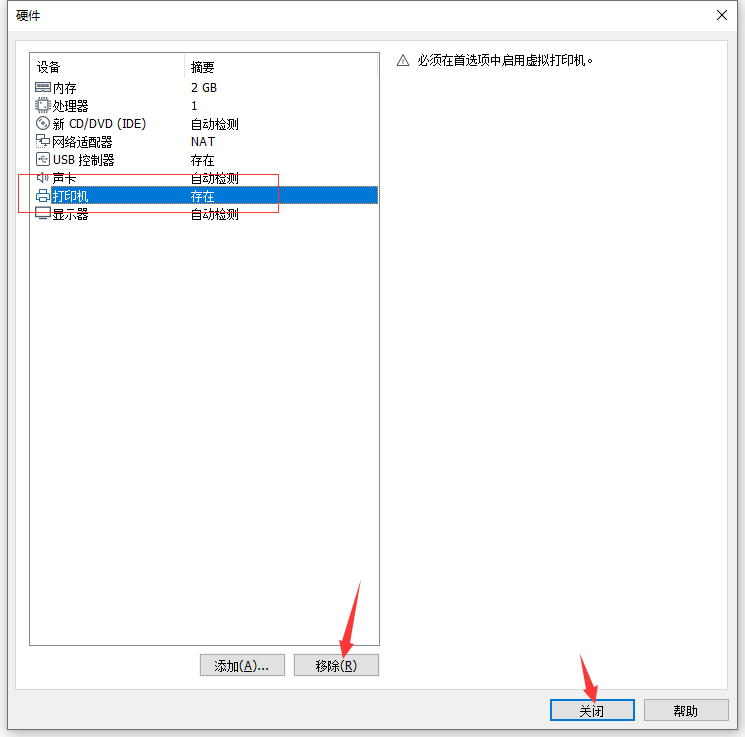 硬件
设备 摘要
内存 2 GB
处理器 1
新 CD/DVD (IDE) 自动检测
网络适配器 NAT
USB 控制器 存在
声卡 自动检测
打印机 存在
显示器 自动检测
必须在首选项中启用虚拟打印机。
添加(A)... 移除(R)
关闭 帮助